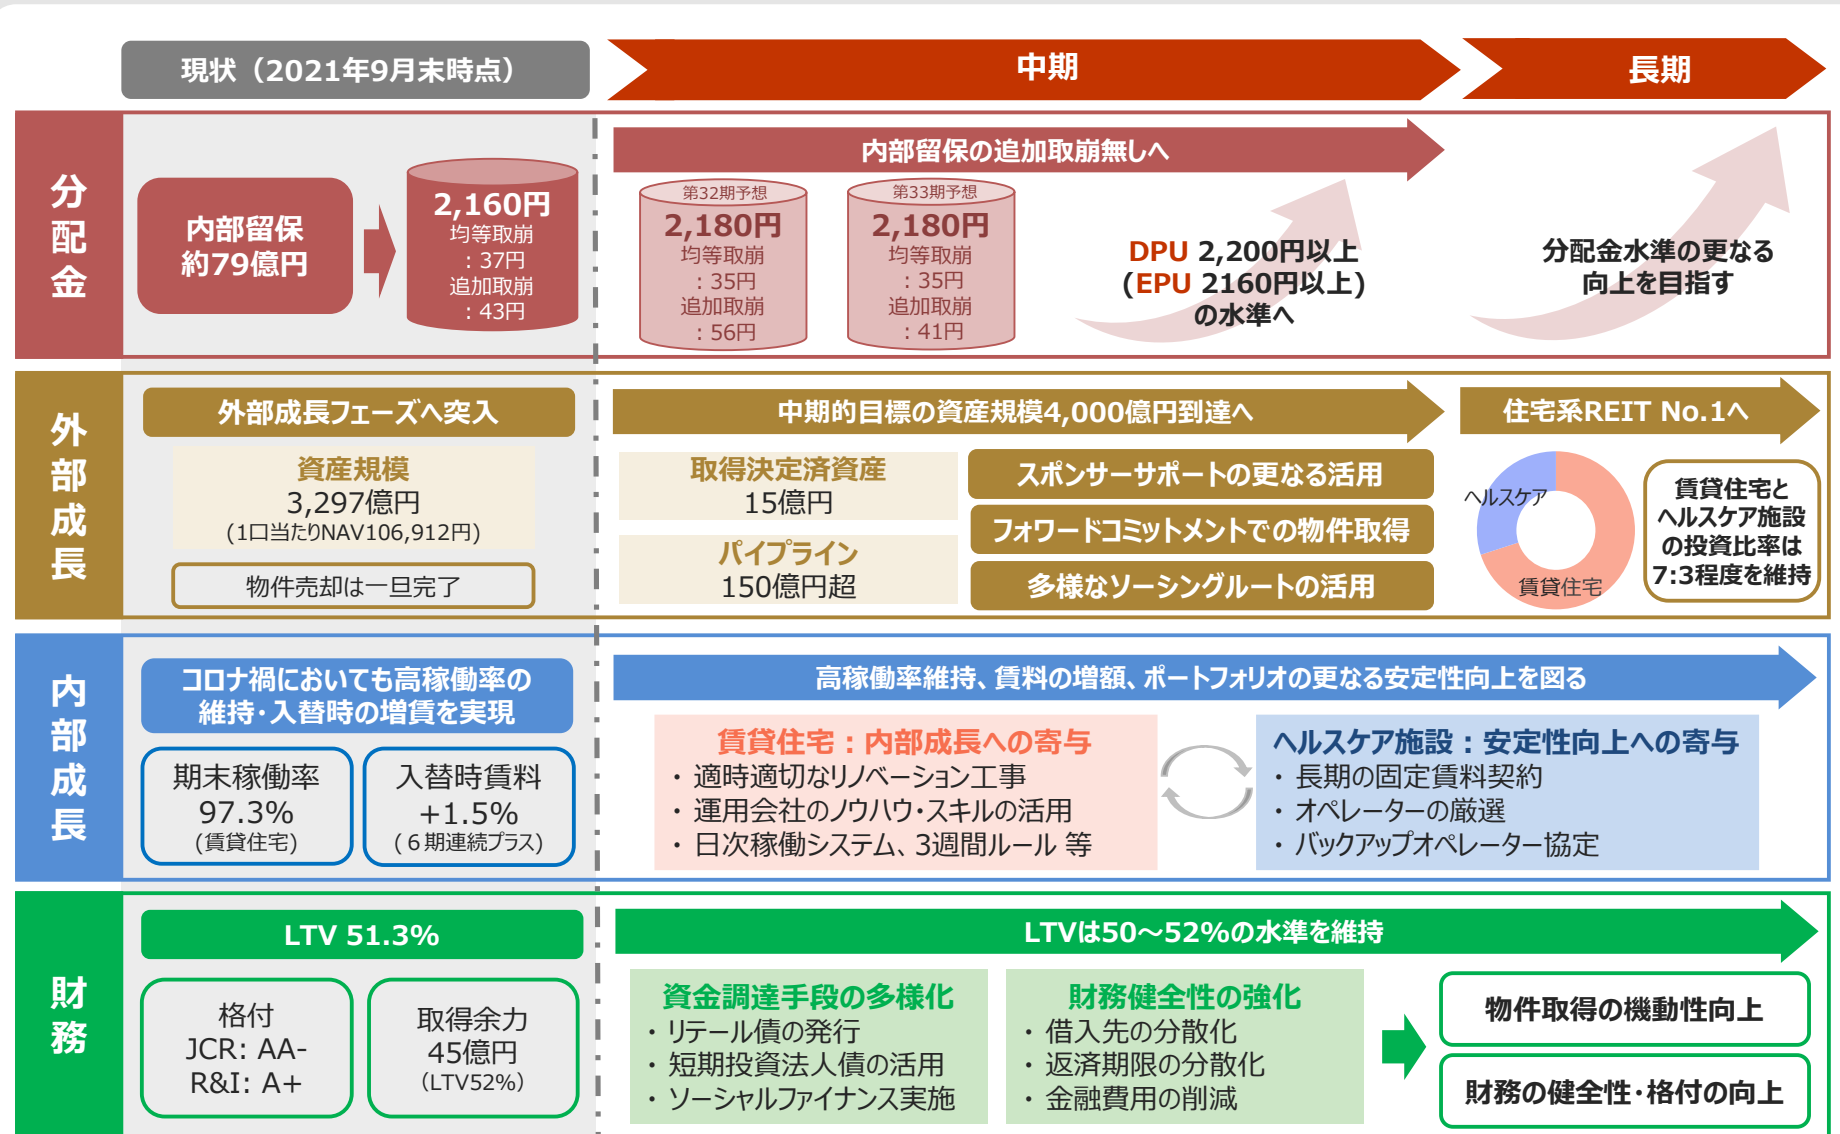 現状（2021年9月末時点）
中期
長期
分配金
内部留保
約79億円
2,160円
均等取崩
：37円
追加取崩
：43円
内部留保の追加取崩無しへ
第32期予想
2,180円
均等取崩
：35円
追加取崩
：56円
第33期予想
2,180円
均等取崩
：35円
追加取崩
：41円
DPU 2,200円以上
(EPU 2160円以上)
の水準へ
分配金水準の更なる
向上を目指す
外部成長
外部成長フェーズへ突入
資産規模
3,297億円
(1口当たりNAV106,912円)
物件売却は一旦完了
中期的目標の資産規模4,000億円到達へ
取得決定済資産
15億円
パイプライン
150億円超
スポンサーサポートの更なる活用
フォワードコミットメントでの物件取得
多様なソーシングルートの活用
住宅系REIT No.1へ
ヘルスケア
賃貸住宅
賃貸住宅と
ヘルスケア施設
の投資比率は
7:3程度を維持
内部成長
コロナ禍においても高稼働率の
維持・入替時の増賃を実現
期末稼働率
97.3%
(賃貸住宅)
入替時賃料
+1.5%
(６期連続プラス)
高稼働率維持、賃料の増額、ポートフォリオの更なる安定性向上を図る
賃貸住宅：内部成長への寄与
・ 適時適切なリノベーション工事
・ 運用会社のノウハウ・スキルの活用
・ 日次稼働システム、3週間ルール 等
ヘルスケア施設：安定性向上への寄与
・ 長期の固定賃料契約
・ オペレーターの厳選
・ バックアップオペレーター協定
財務
LTV 51.3%
格付
JCR: AA-
R&I: A+
取得余力
45億円
(LTV52%)
LTVは50～52%の水準を維持
資金調達手段の多様化
・ リテール債の発行
・ 短期投資法人債の活用
・ ソーシャルファイナンス実施
財務健全性の強化
・ 借入先の分散化
・ 返済期限の分散化
・ 金融費用の削減
物件取得の機動性向上
財務の健全性・格付の向上